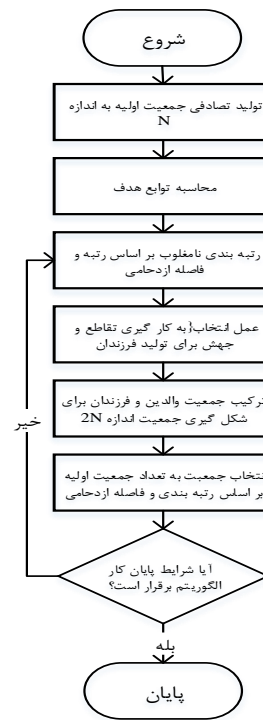 شروع
تولید تصادفی جمعیت اولیه به اندازه
N
محاسبه توابع هدف
رتبه بندی نامغلوب بر اساس رتبه و
فاصله ازدحامی
عمل انتخاب{به کار گیری تقاطع و
جهش برای تولید فرزندان
ترکیب جمعیت والدین و فرزندان برای
شکل گیری جمعیت اندازه 2N
انتخاب جمعیت به تعداد جمعیت اولیه
بر اساس رتبه بندی و فاصله ازدحامی
خیر
آیا شرایط پایان کار
الگوریتم برقرار است؟
بله
پایان